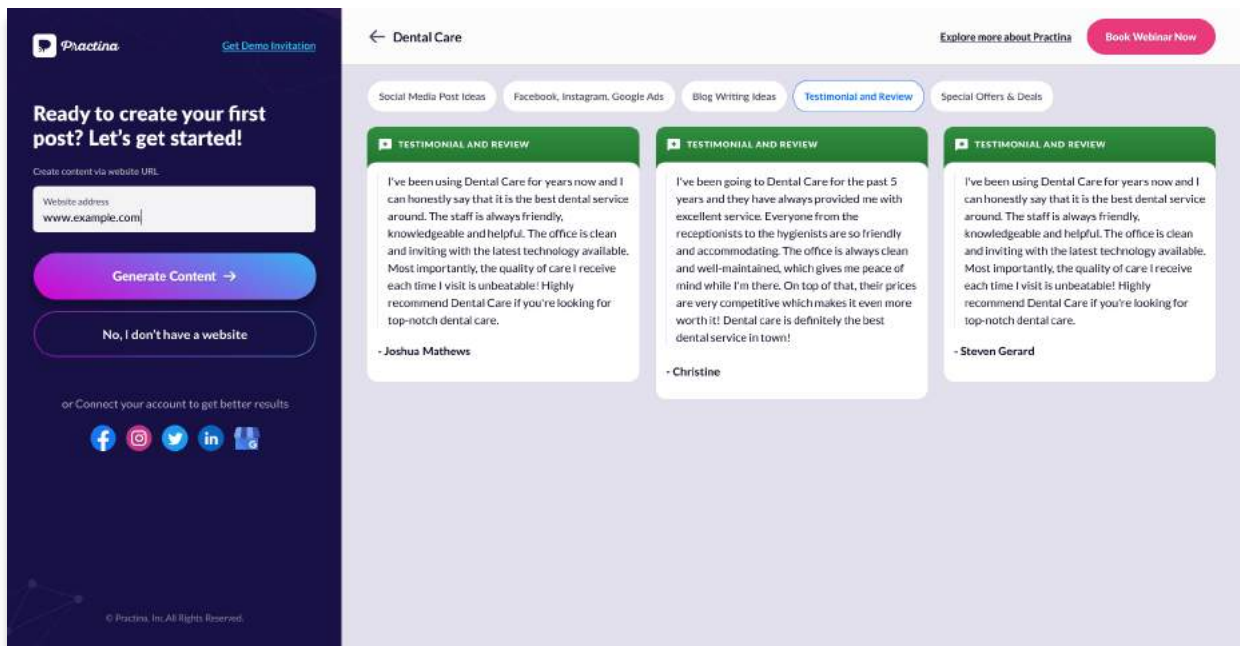 Practina
Get Demo Invitation
Ready to create your first
post? Let's get started!
Create content via website URL
Website address
www.example.com
Generate Content →
No, I don't have a website
or Connect your account to get better results
© Practina, Inc. All Rights Reserved.
← Dental Care
Explore more about Practina
Book Webinar Now
Social Media Post Ideas
Facebook, Instagram, Google Ads
Blog Writing Ideas
Testimonial and Review
Special Offers & Deals
TESTIMONIAL AND REVIEW
I've been using Dental Care for years now and I
can honestly say that it is the best dental service
around. The staff is always friendly,
knowledgeable and helpful. The office is clean
and inviting with the latest technology available.
Most importantly, the quality of care I receive
each time I visit is unbeatable! Highly
recommend Dental Care if you're looking for
top-notch dental care.
- Joshua Mathews
TESTIMONIAL AND REVIEW
I've been going to Dental Care for the past 5
years and they have always provided me with
excellent service. Everyone from the
receptionists to the hygienists are so friendly
and accommodating. The office is always clean
and well-maintained, which gives me peace of
mind while I'm there. On top of that, their prices
are very competitive which makes it even more
worth it! Dental care is definitely the best
dental service in town!
- Christine
TESTIMONIAL AND REVIEW
I've been using Dental Care for years now and I
can honestly say that it is the best dental service
around. The staff is always friendly,
knowledgeable and helpful. The office is clean
and inviting with the latest technology available.
Most importantly, the quality of care I receive
each time I visit is unbeatable! Highly
recommend Dental Care if you're looking for
top-notch dental care.
- Steven Gerard